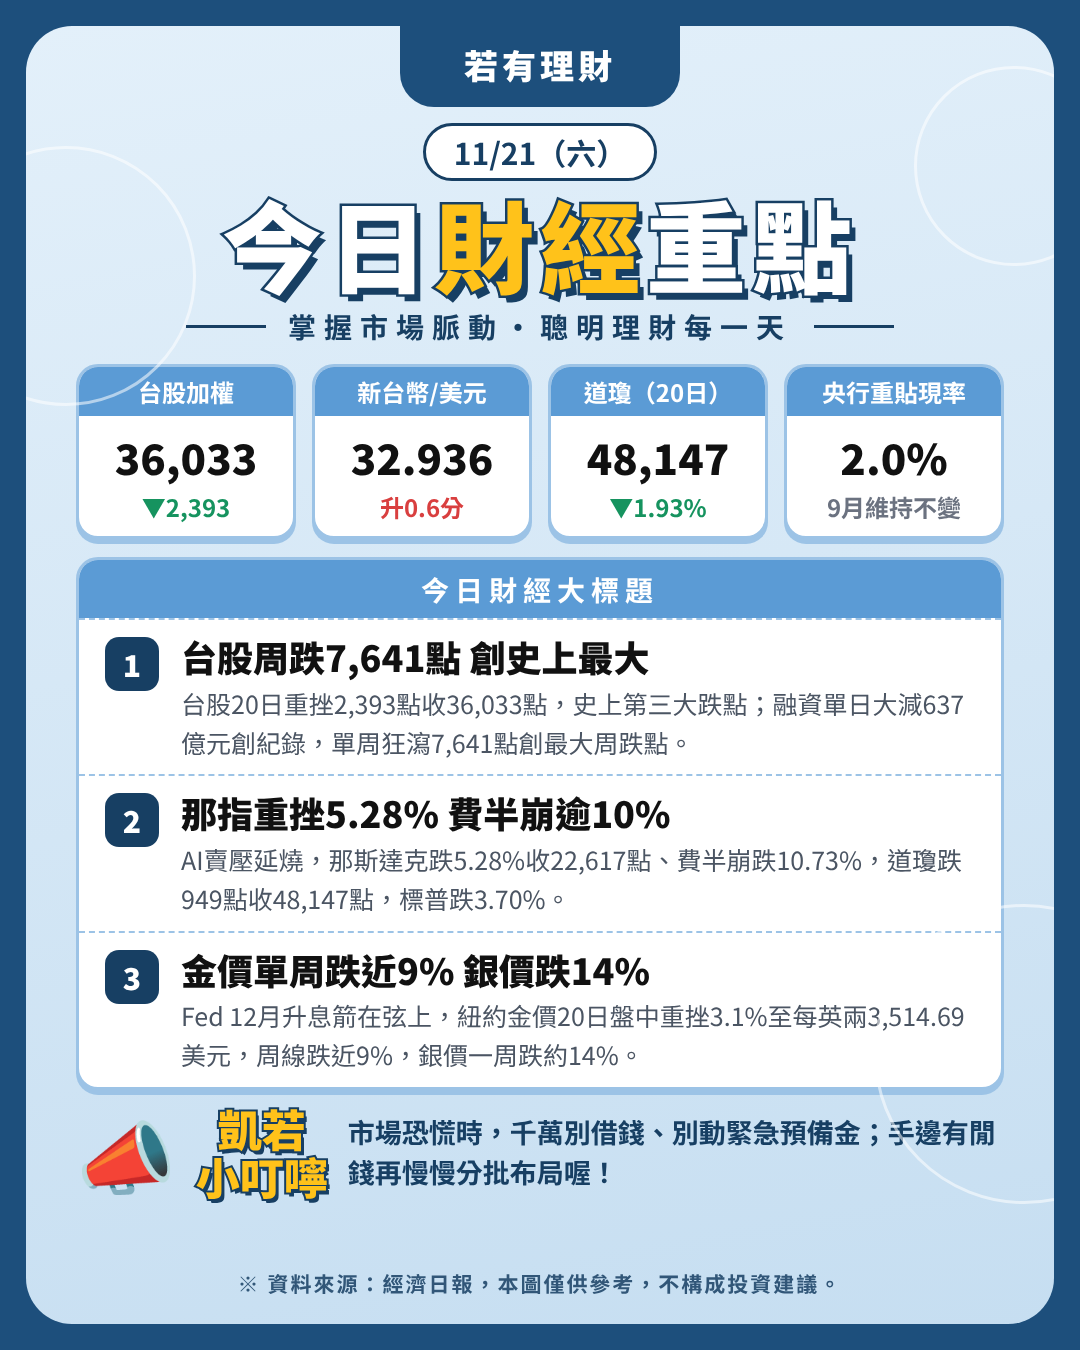 若有理財
11/21（六）
今日財經重點
掌握市場脈動・聰明理財每一天
台股加權
36,033
▼2,393
新台幣/美元
32.936
升0.6分
道瓊（20日）
48,147
▼1.93%
央行重貼現率
2.0%
9月維持不變
今日財經大標題
1
台股周跌7,641點 創史上最大
台股20日重挫2,393點收36,033點，史上第三大跌點；融資單日大減637
億元創紀錄，單周狂瀉7,641點創最大周跌點。
2
那指重挫5.28% 費半崩逾10%
AI賣壓延燒，那斯達克跌5.28%收22,617點、費半崩跌10.73%，道瓊跌
949點收48,147點，標普跌3.70%。
3
金價單周跌近9% 銀價跌14%
Fed 12月升息箭在弦上，紐約金價20日盤中重挫3.1%至每英兩3,514.69
美元，周線跌近9%，銀價一周跌約14%。
凱若
小叮嚀
市場恐慌時，千萬別借錢、別動緊急預備金；手邊有閒
錢再慢慢分批布局喔！
※ 資料來源：經濟日報，本圖僅供參考，不構成投資建議。